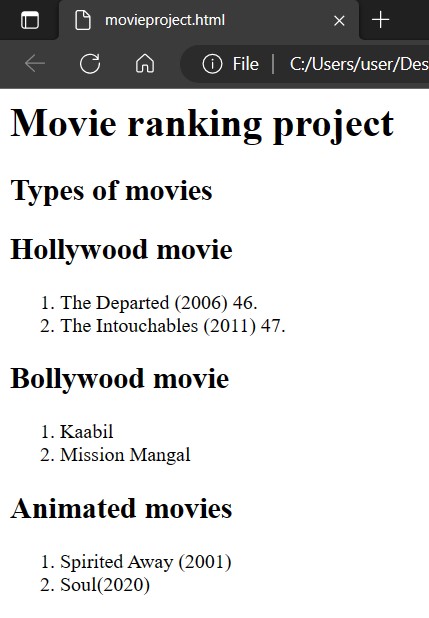 movieproject.html
File | C:/Users/user/Des
Movie ranking project
Types of movies
Hollywood movie
1. The Departed (2006) 46.
2. The Intouchables (2011) 47.
Bollywood movie
1. Kaabil
2. Mission Mangal
Animated movies
1. Spirited Away (2001)
2. Soul(2020)